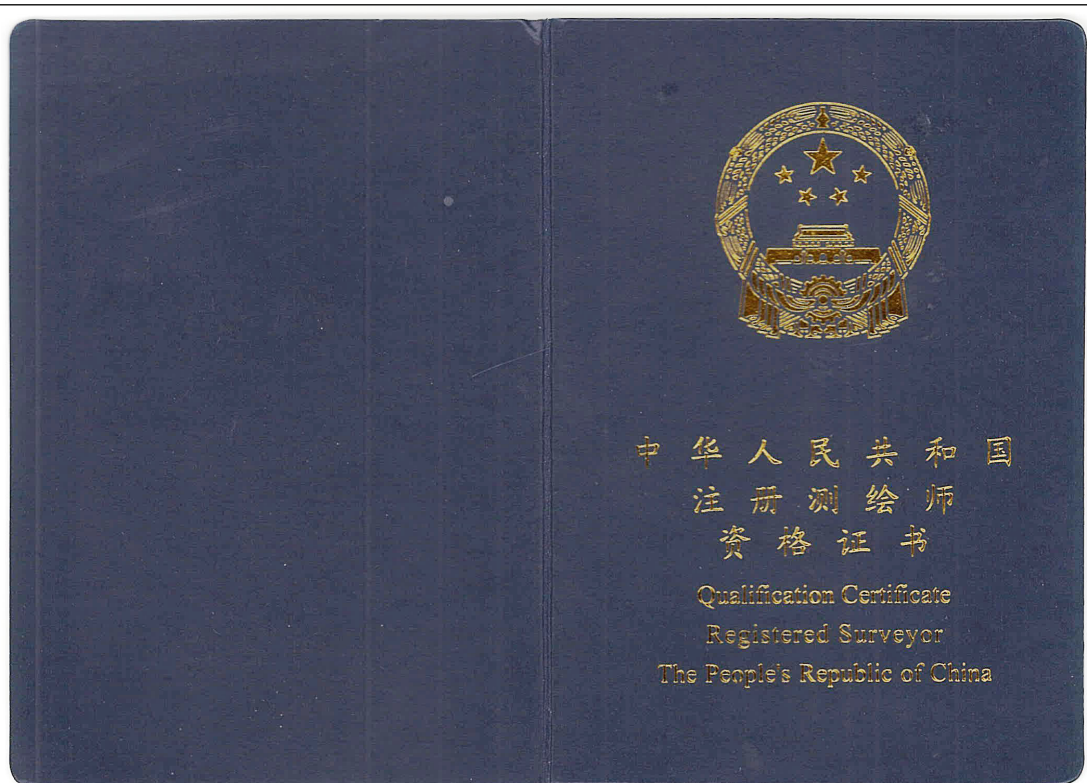 中华人民共和国
注册测绘师
资格证书
Qualification Certificate
Registered Surveyor
The People's Republic of China